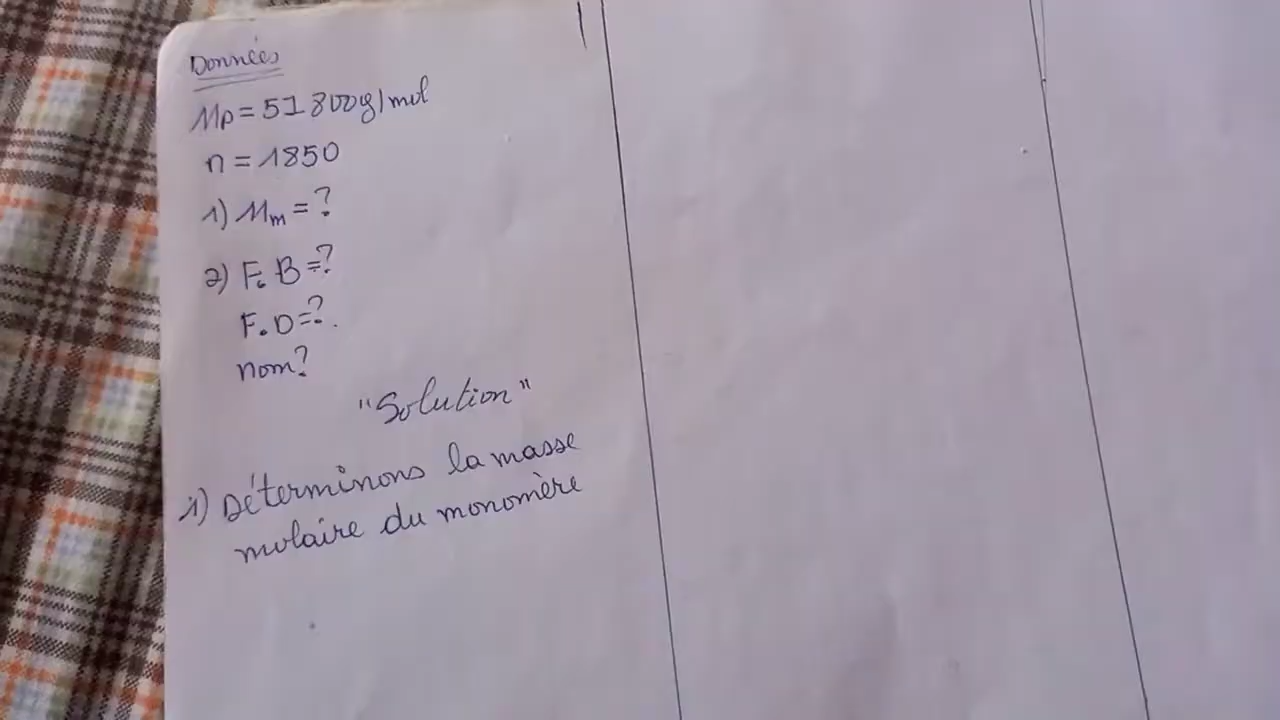 Données
Mp = 51800g/mol
n = 1850
1) Mm = ?
2) F.B = ?
F.D = ?.
nom?
"Solution"
1) Déterminons la masse
molaire du monomère